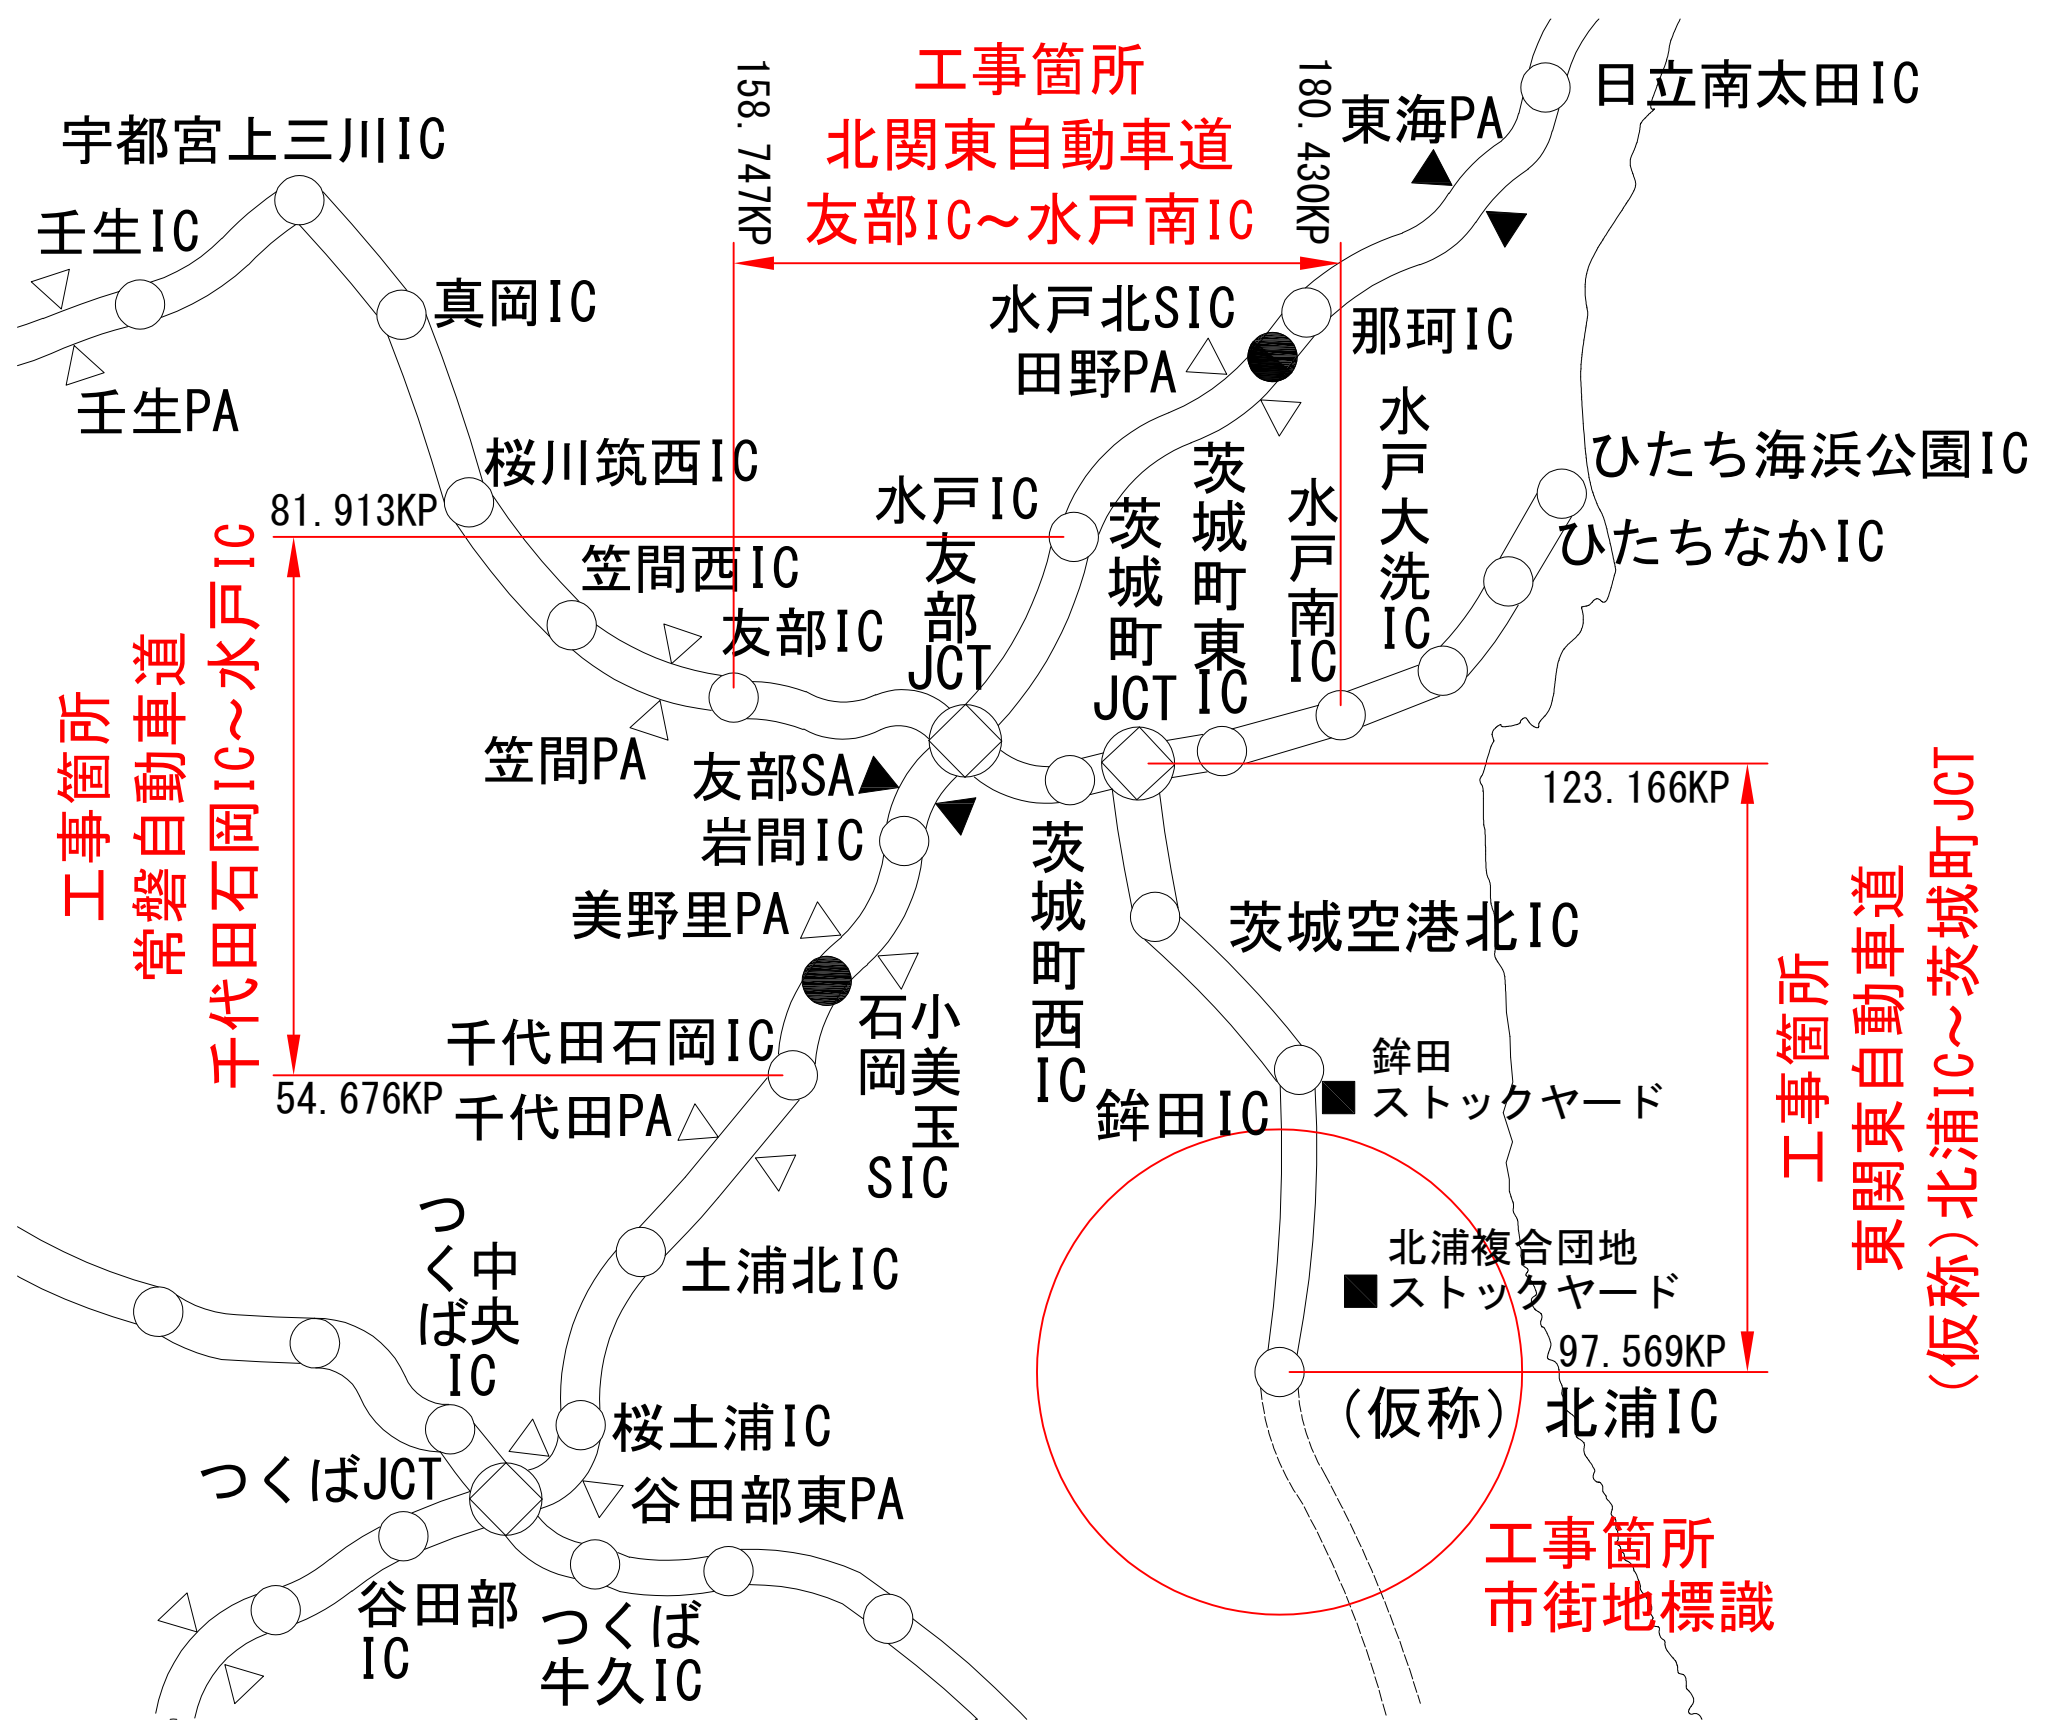 工事箇所
北関東自動車道
友部IC～水戸南IC
158.747KP
180.430KP
日立南太田IC
東海PA
宇都宮上三川IC
壬生IC
壬生PA
真岡IC
水戸北SIC
田野PA
那珂IC
桜川筑西IC
水戸IC
81.913KP
笠間西IC
友部IC
友部JCT
茨城町JCT
茨城町東IC
水戸南IC
水戸大洗IC
ひたち海浜公園IC
ひたちなかIC
工事箇所
常磐自動車道
千代田石岡IC～水戸IC
笠間PA
友部SA
岩間IC
美野里PA
茨城町西IC
茨城空港北IC
123.166KP
工事箇所
東関東自動車道
(仮称)北浦IC～茨城町JCT
千代田石岡IC
54.676KP
千代田PA
小美玉
石岡
SIC
鉾田IC
鉾田
ストックヤード
土浦北IC
北浦複合団地
ストックヤード
97.569KP
(仮称)北浦IC
つくば
中央
IC
桜土浦IC
つくばJCT
谷田部東PA
谷田部
IC
つくば
牛久IC
工事箇所
市街地標識